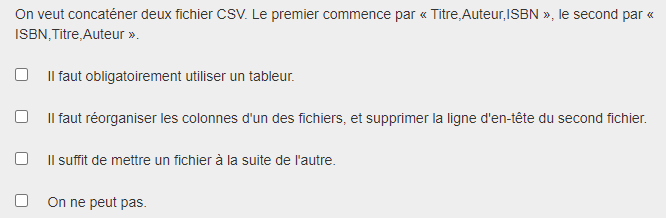 On veut concaténer deux fichier CSV. Le premier commence par « Titre,Auteur,ISBN », le second par «
ISBN,Titre,Auteur ».
Il faut obligatoirement utiliser un tableur.
Il faut réorganiser les colonnes d'un des fichiers, et supprimer la ligne d'en-tête du second fichier.
Il suffit de mettre un fichier à la suite de l'autre.
On ne peut pas.